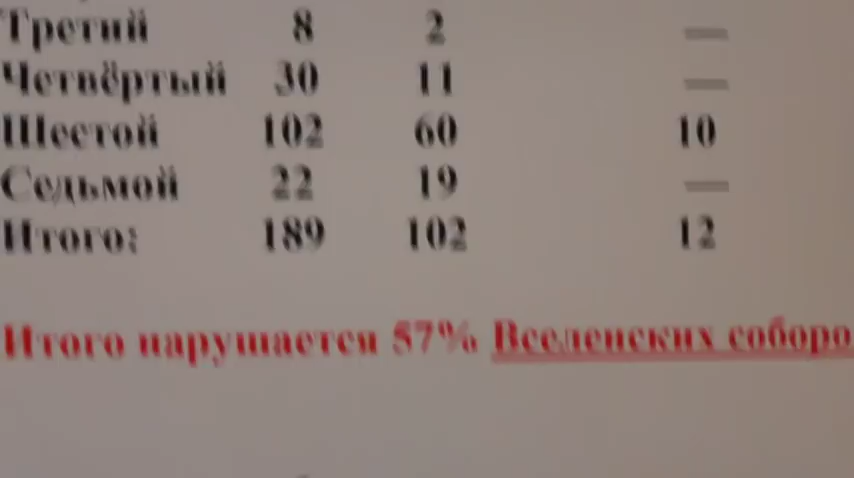 Третий 8 2 —
Четвёртый 30 11 —
Шестой 102 60 10
Седьмой 22 19 —
Итого: 189 102 12
Итого нарушается 57% Вселенских соборо